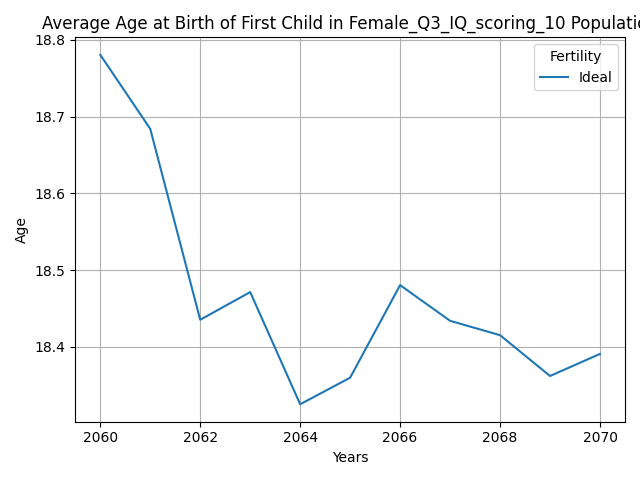 Average Age at Birth of First Child in Female_Q3_IQ_scoring_10
18.8
18.7
18.6
18.5
18.4
Age
Fertility
Ideal
2060 2062 2064 2066 2068 2070
Years